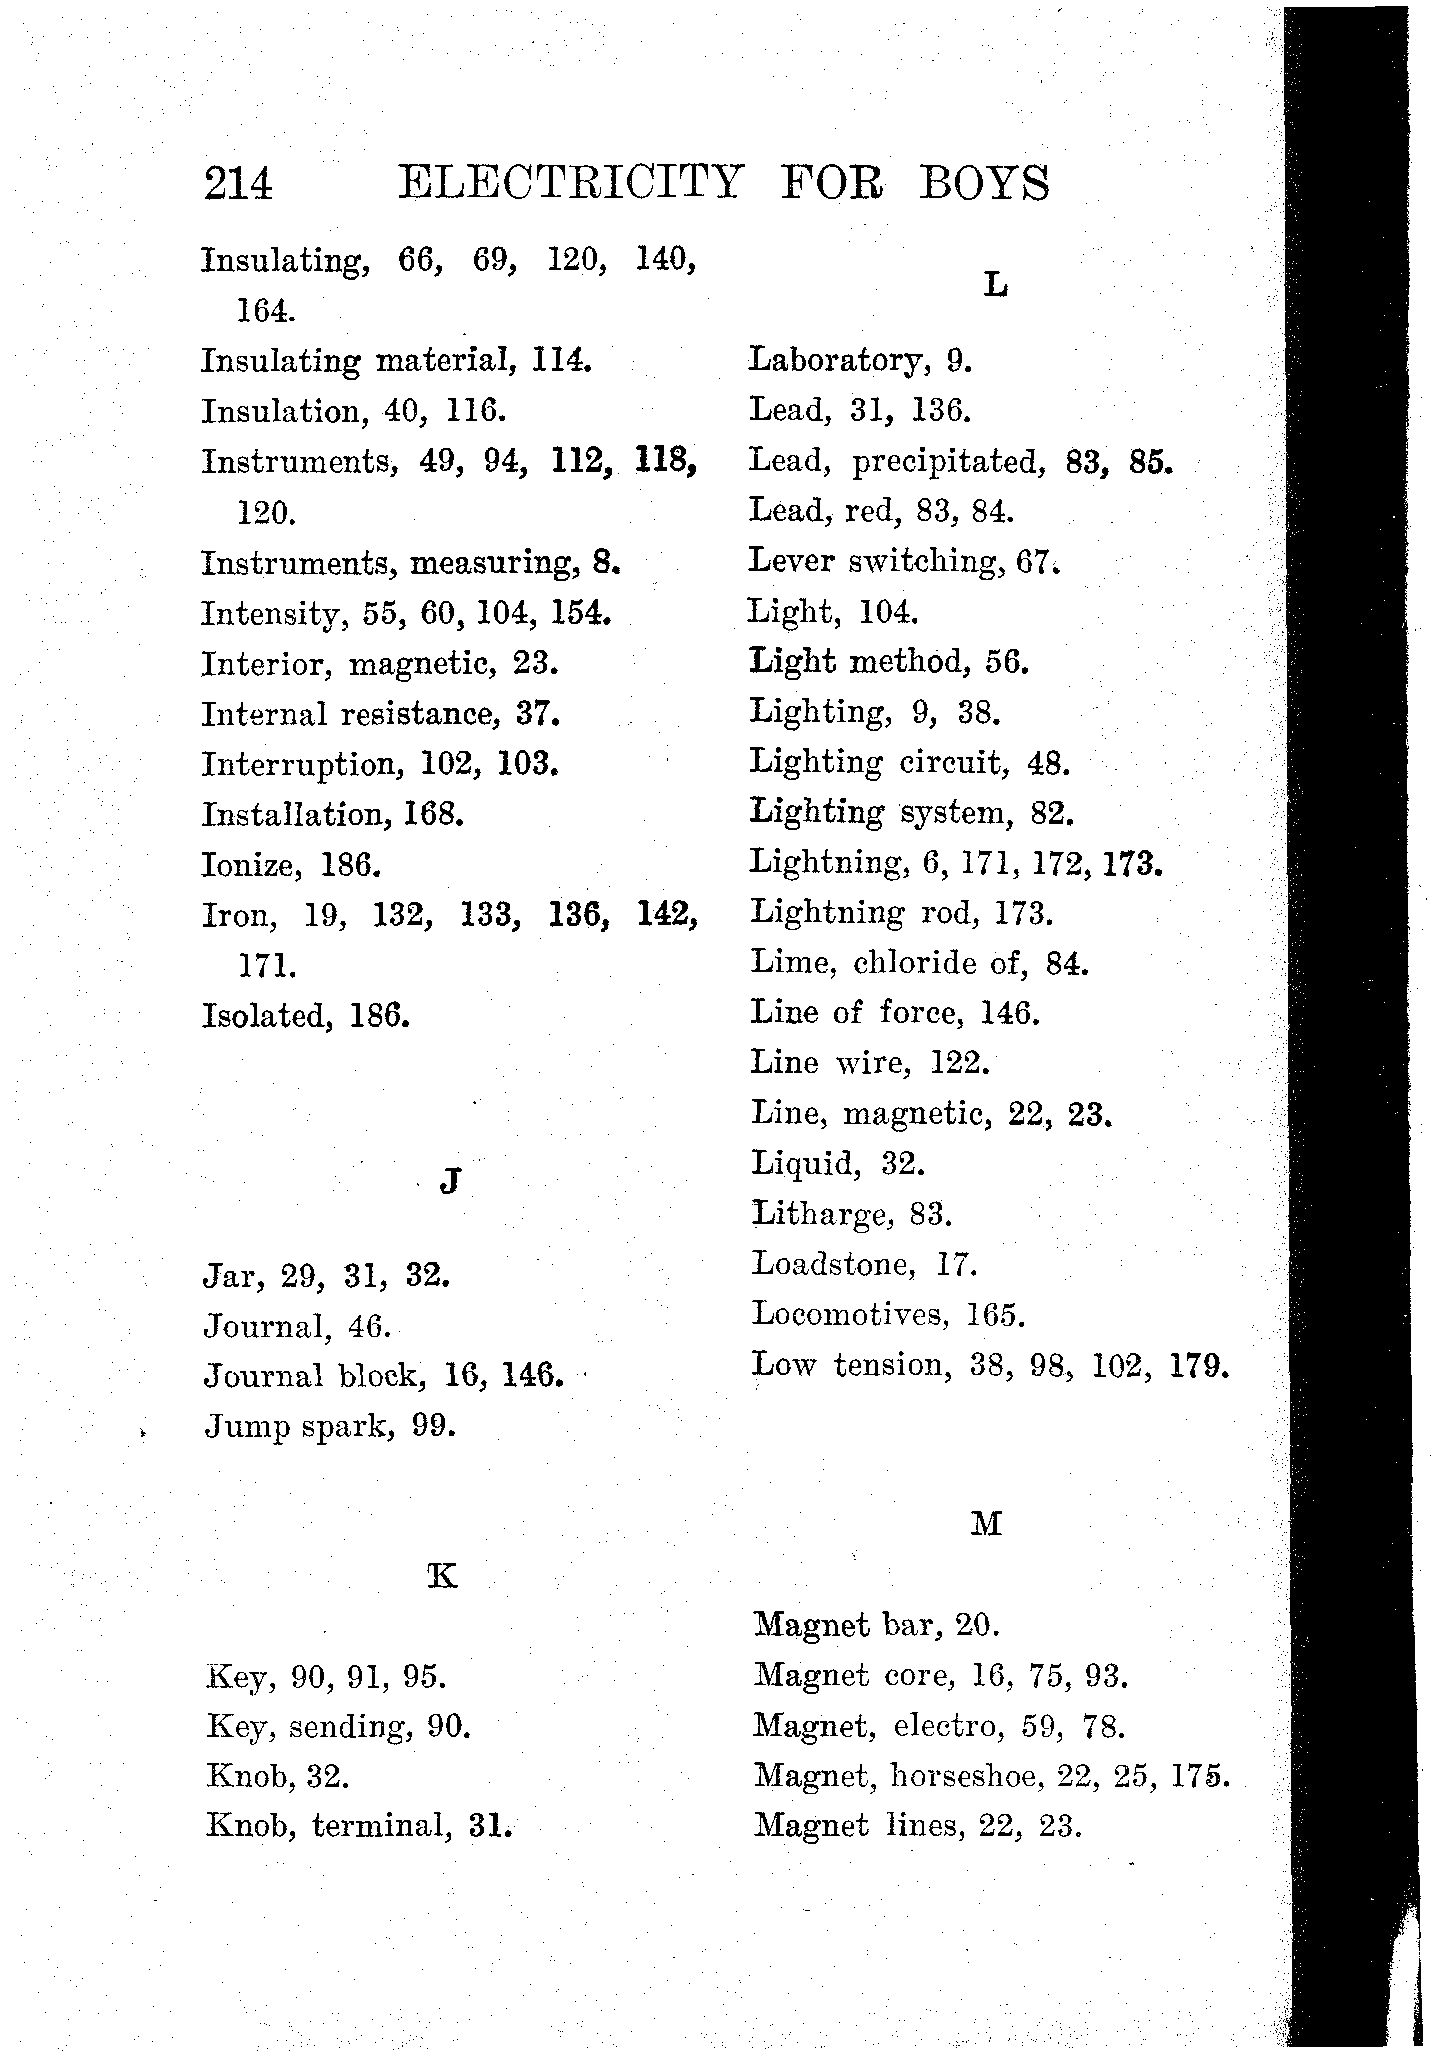 214 ELECTRICITY FOR BOYS
Insulating, 66, 69, 120, 140,
164.
Insulating material, 114.
Insulation, 40, 116.
Instruments, 49, 94, 112, 118,
120.
Instruments, measuring, 8.
Intensity, 55, 60, 104, 154.
Interior, magnetic, 23.
Internal resistance, 37.
Interruption, 102, 103.
Installation, 168.
Ionize, 186.
Iron, 19, 132, 133, 136, 142,
171.
Isolated, 186.
J
Jar, 29, 31, 32.
Journal, 46.
Journal block, 16, 146.
Jump spark, 99.
K
Key, 90, 91, 95.
Key, sending, 90.
Knob, 32.
Knob, terminal, 31.
L
Laboratory, 9.
Lead, 31, 136.
Lead, precipitated, 83, 85.
Lead, red, 83, 84.
Lever switching, 67.
Light, 104.
Light method, 56.
Lighting, 9, 38.
Lighting circuit, 48.
Lighting system, 82.
Lightning, 6, 171, 172, 173.
Lightning rod, 173.
Lime, chloride of, 84.
Line of force, 146.
Line wire, 122.
Line, magnetic, 22, 23.
Liquid, 32.
Litharge, 83.
Loadstone, 17.
Locomotives, 165.
Low tension, 38, 98, 102, 179.
M
Magnet bar, 20.
Magnet core, 16, 75, 93.
Magnet, electro, 59, 78.
Magnet, horseshoe, 22, 25, 175.
Magnet lines, 22, 23.